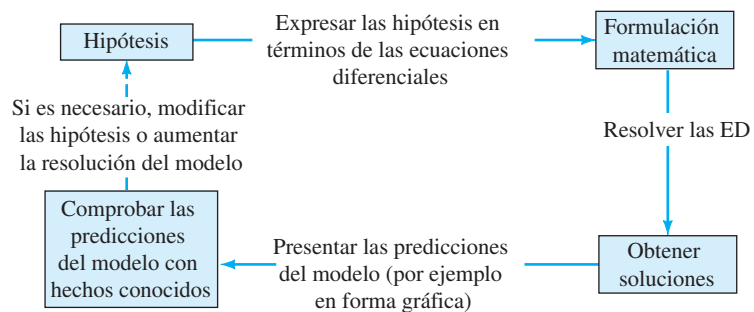 Hipótesis
Expresar las hipótesis en
términos de las ecuaciones
diferenciales
Formulación
matemática
Resolver las ED
Obtener
soluciones
Presentar las predicciones
del modelo (por ejemplo
en forma gráfica)
Comprobar las
predicciones
del modelo con
hechos conocidos
Si es necesario, modificar
las hipótesis o aumentar
la resolución del modelo